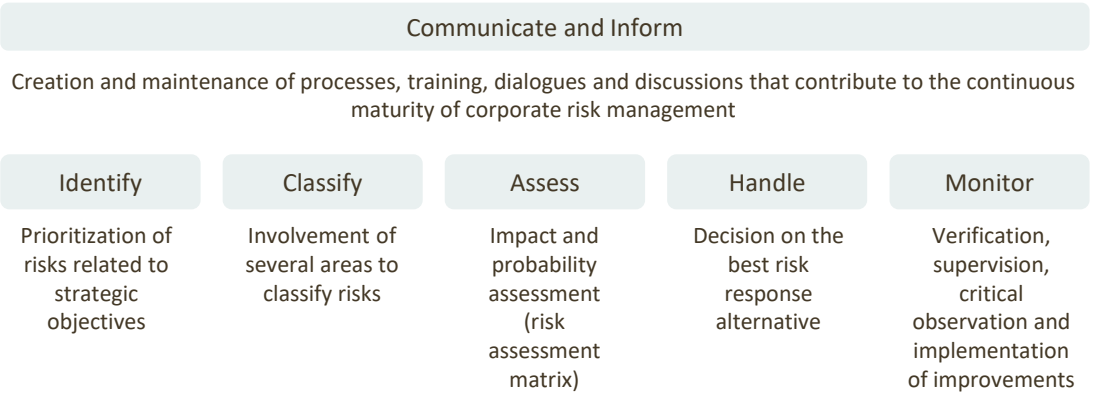 Communicate and Inform
Creation and maintenance of processes, training, dialogues and discussions that contribute to the continuous
maturity of corporate risk management
Identify
Prioritization of
risks related to
strategic
objectives
Classify
Involvement of
several areas to
classify risks
Assess
Impact and
probability
assessment
(risk
assessment
matrix)
Handle
Decision on the
best risk
response
alternative
Monitor
Verification,
supervision,
critical
observation and
implementation
of improvements